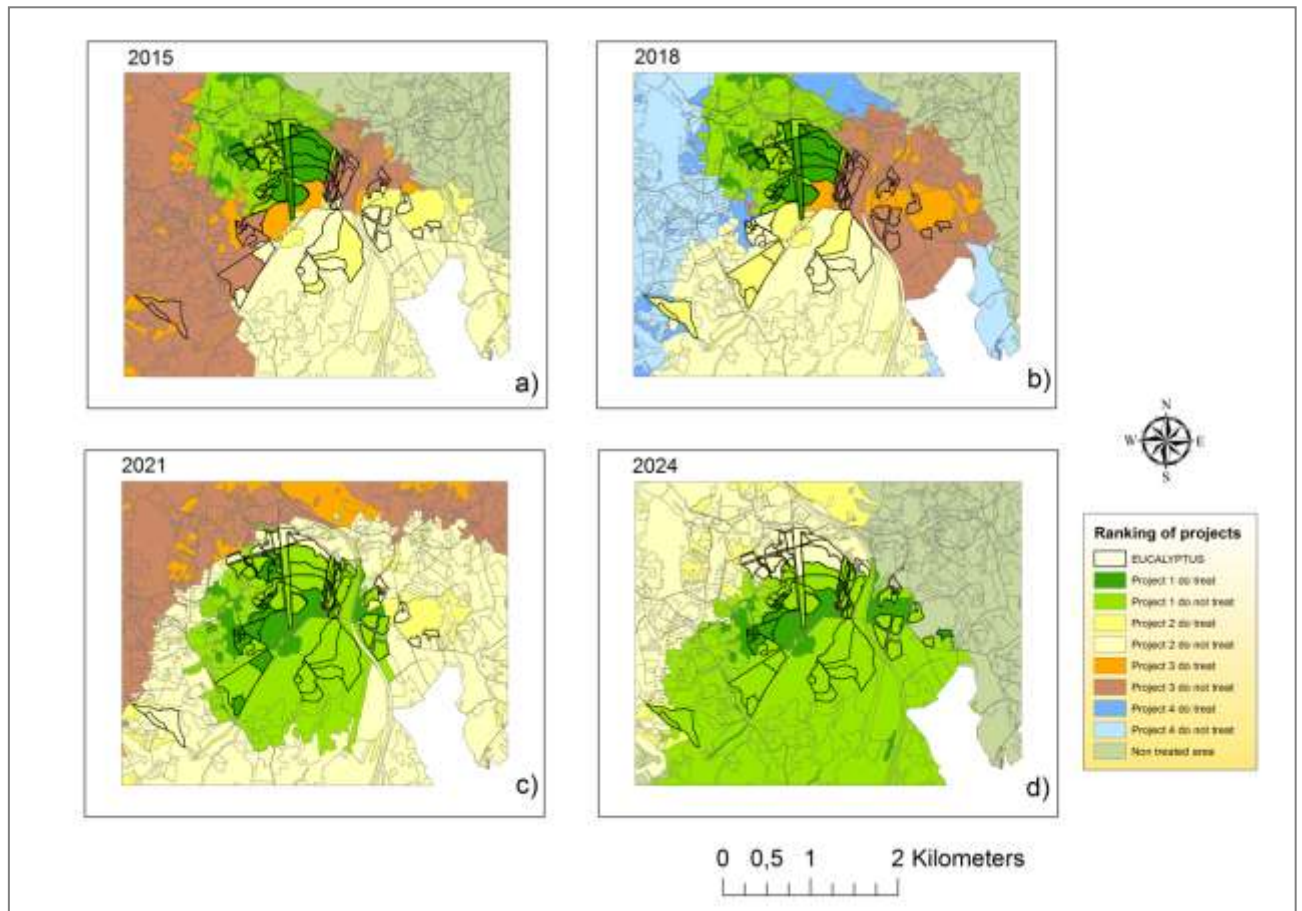 2015
2018
a)
b)
2021
2024
c)
d)
N
W E
S
Ranking of projects
EUCALYPTUS
Project 1 do treat
Project 1 do not treat
Project 2 do treat
Project 2 do not treat
Project 3 do treat
Project 3 do not treat
Project 4 do treat
Project 4 do not treat
Non treated area
0 0,5 1 2 Kilometers